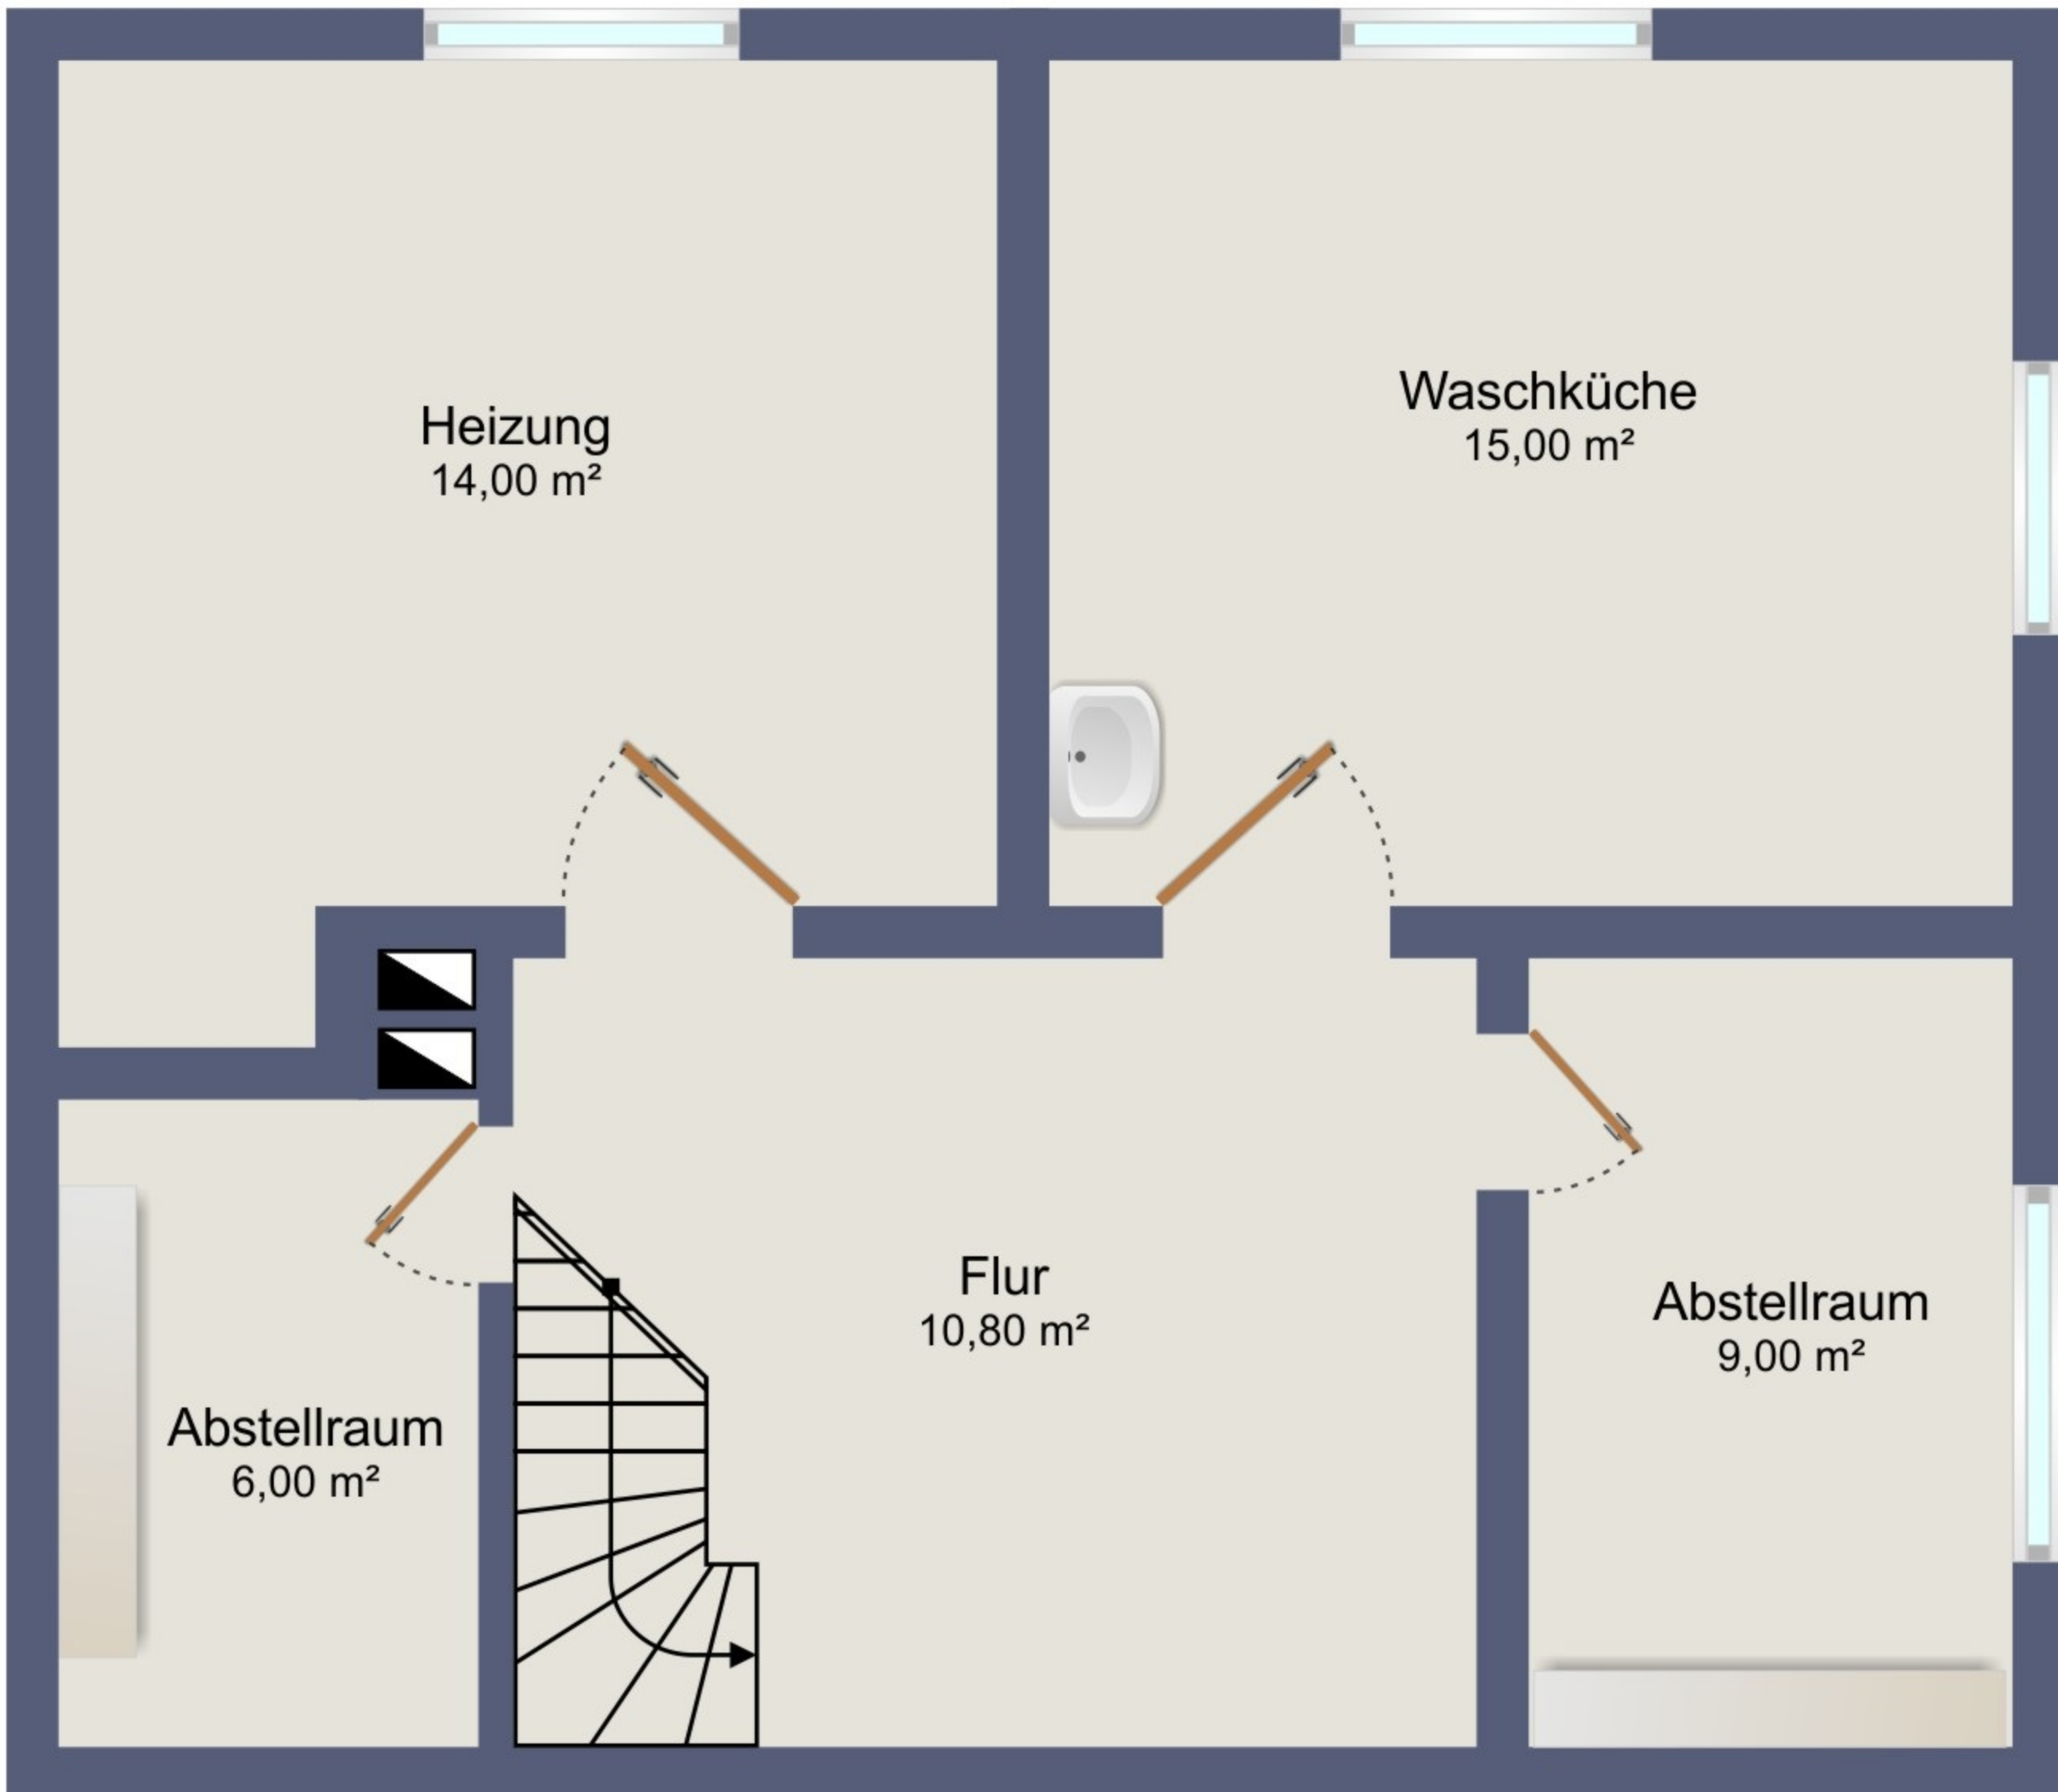 Heizung
14,00 m²
Waschküche
15,00 m²
Flur
10,80 m²
Abstellraum
9,00 m²
Abstellraum
6,00 m²